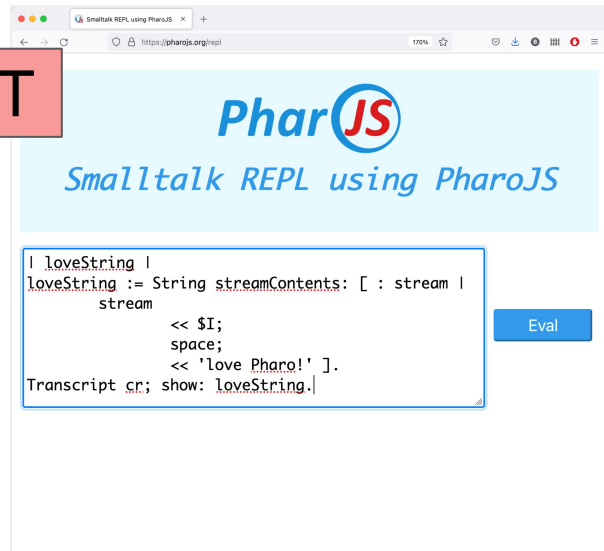 Smalltalk REPL using PharoJS
https://pharojs.org/repl
170%
T
PharoJS
Smalltalk REPL using PharoJS
| loveString |
loveString := String streamContents: [ : stream |
stream
<< $I;
space;
<< 'love Pharo!' ].
Transcript cr; show: loveString.
Eval